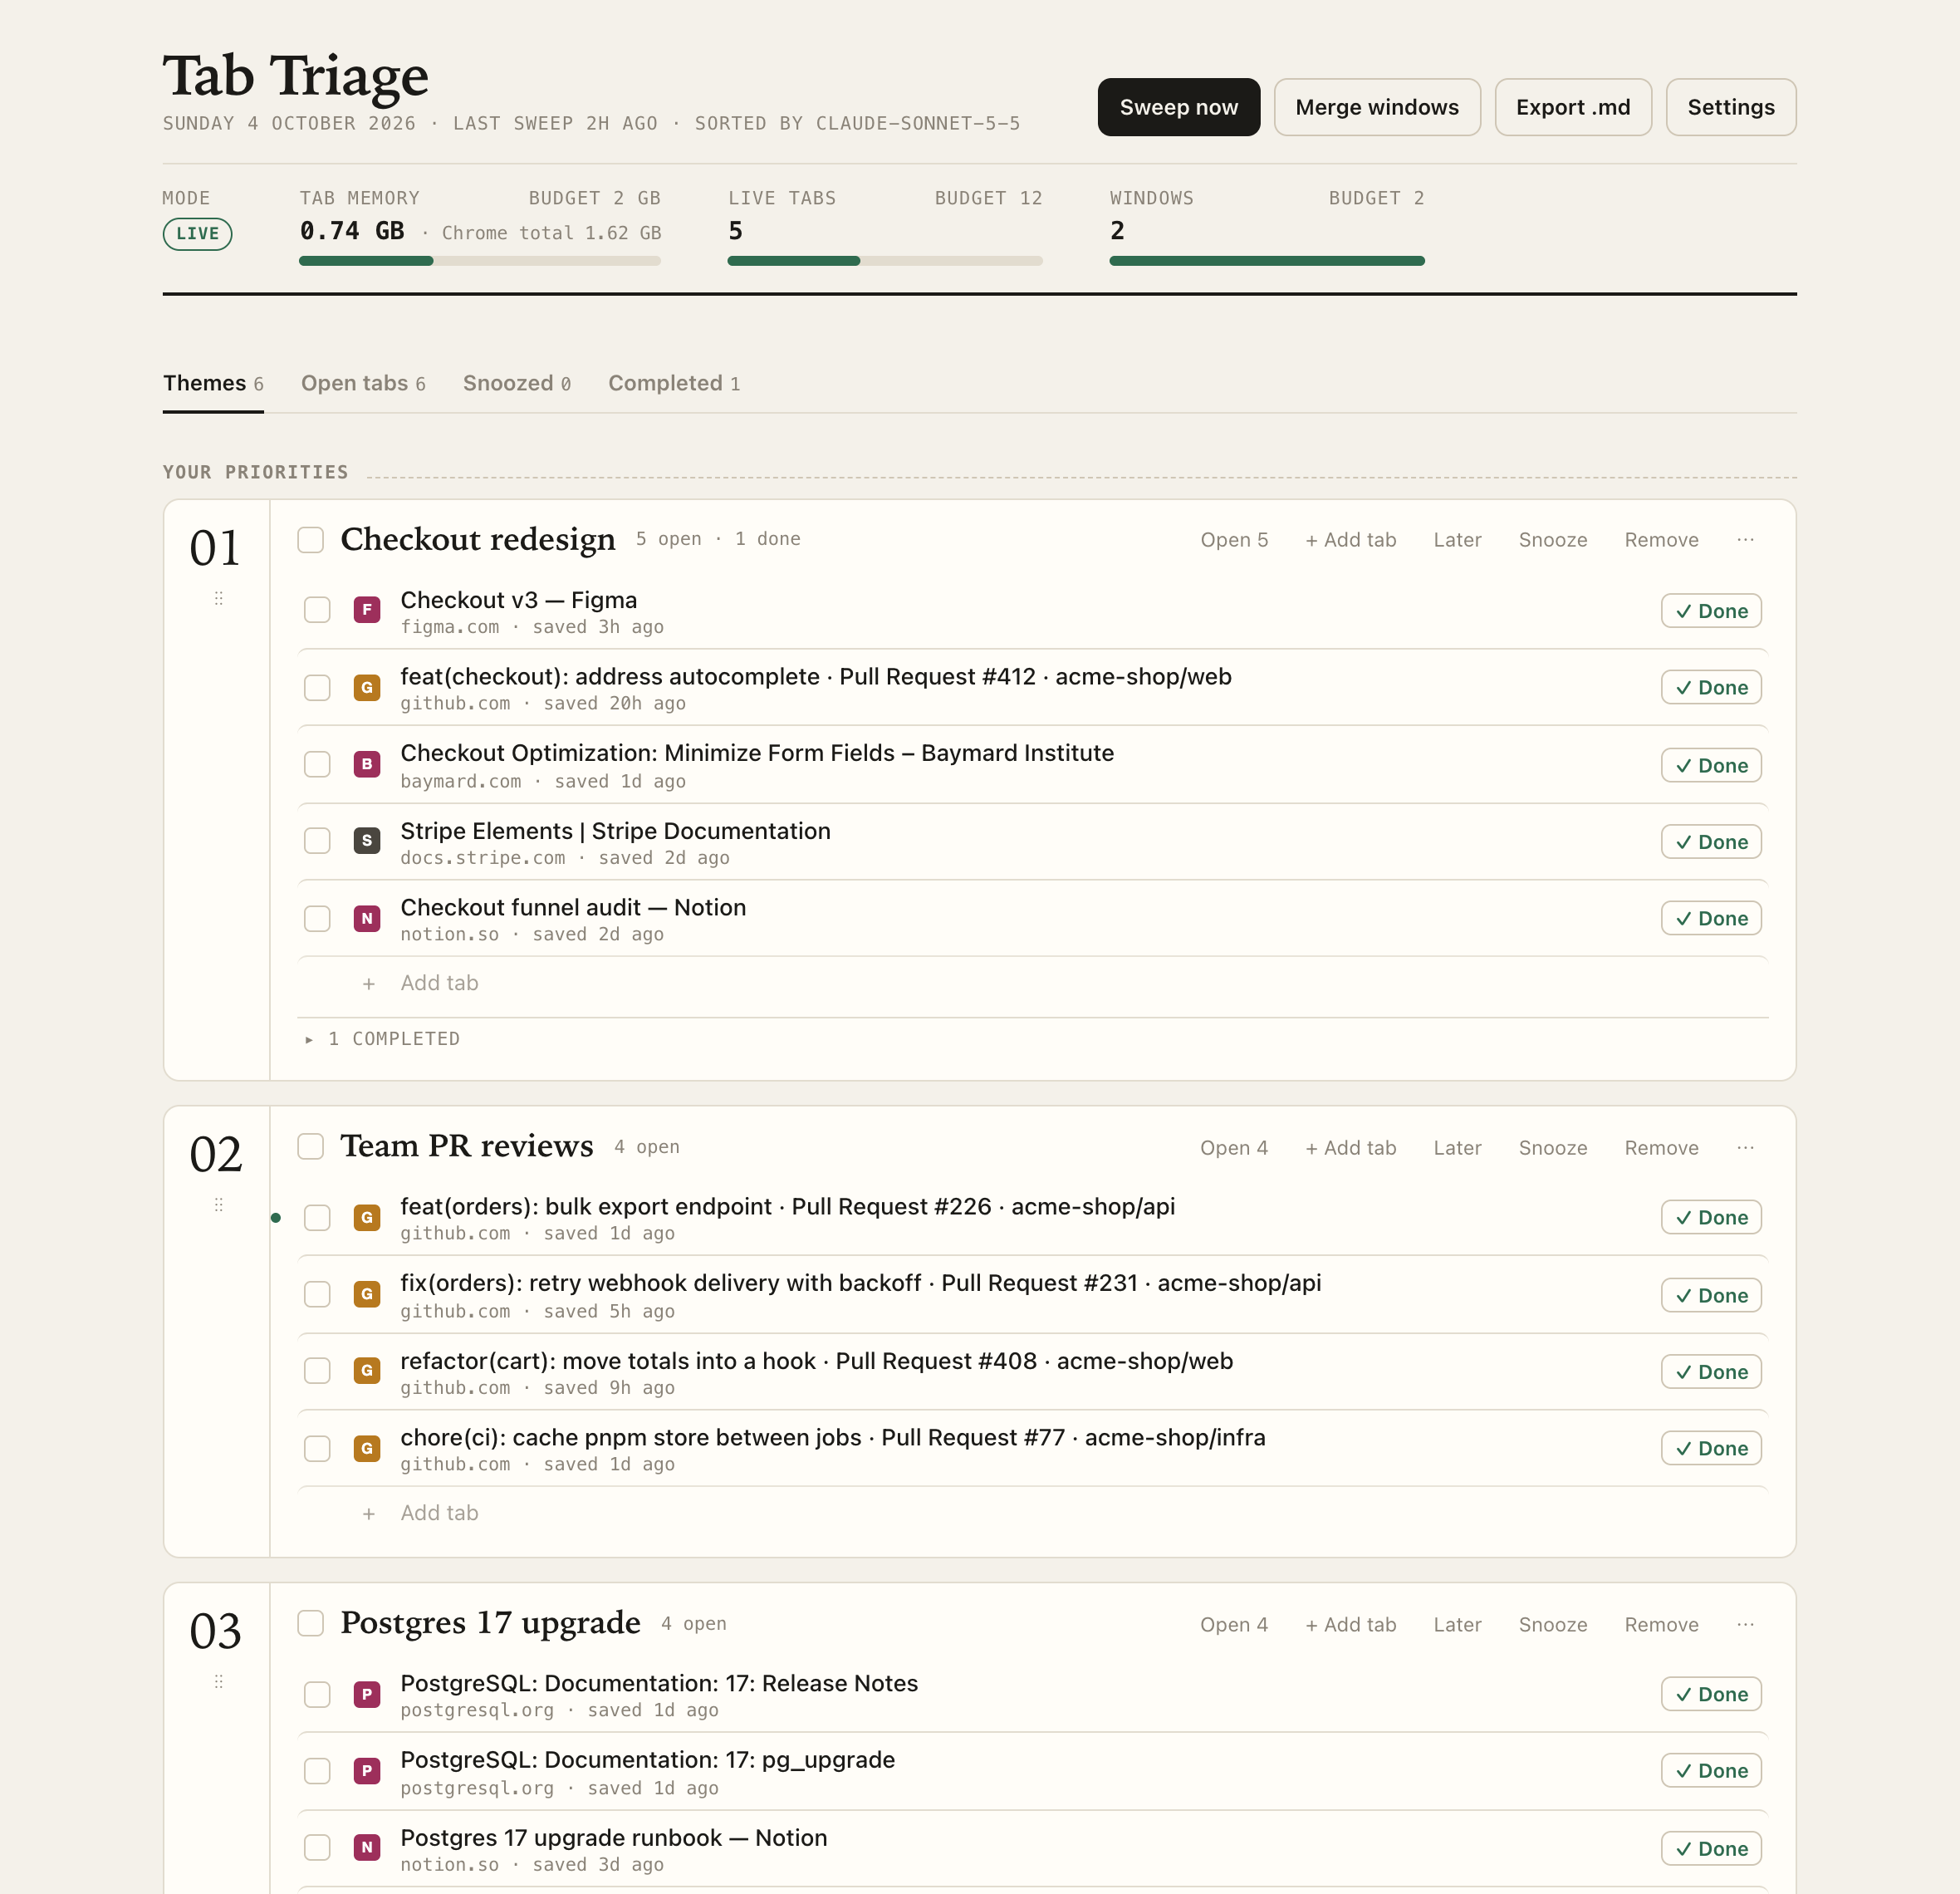 Tab Triage
SUNDAY 4 OCTOBER 2026 · LAST SWEEP 2H AGO · SORTED BY CLAUDE-SONNET-5-5
Sweep now
Merge windows
Export .md
Settings
MODE
LIVE
TAB MEMORY BUDGET 2 GB
0.74 GB · Chrome total 1.62 GB
LIVE TABS BUDGET 12
5
WINDOWS BUDGET 2
2
Themes 6
Open tabs 6
Snoozed 0
Completed 1
YOUR PRIORITIES
01
Checkout redesign 5 open · 1 done
Open 5 + Add tab Later Snooze Remove ···
F Checkout v3 — Figma
figma.com · saved 3h ago
✓ Done
G feat(checkout): address autocomplete · Pull Request #412 · acme-shop/web
github.com · saved 20h ago
✓ Done
B Checkout Optimization: Minimize Form Fields – Baymard Institute
baymard.com · saved 1d ago
✓ Done
S Stripe Elements | Stripe Documentation
docs.stripe.com · saved 2d ago
✓ Done
N Checkout funnel audit — Notion
notion.so · saved 2d ago
✓ Done
+ Add tab
▸ 1 COMPLETED
02
Team PR reviews 4 open
Open 4 + Add tab Later Snooze Remove ···
G feat(orders): bulk export endpoint · Pull Request #226 · acme-shop/api
github.com · saved 1d ago
✓ Done
G fix(orders): retry webhook delivery with backoff · Pull Request #231 · acme-shop/api
github.com · saved 5h ago
✓ Done
G refactor(cart): move totals into a hook · Pull Request #408 · acme-shop/web
github.com · saved 9h ago
✓ Done
G chore(ci): cache pnpm store between jobs · Pull Request #77 · acme-shop/infra
github.com · saved 1d ago
✓ Done
+ Add tab
03
Postgres 17 upgrade 4 open
Open 4 + Add tab Later Snooze Remove ···
P PostgreSQL: Documentation: 17: Release Notes
postgresql.org · saved 1d ago
✓ Done
P PostgreSQL: Documentation: 17: pg_upgrade
postgresql.org · saved 1d ago
✓ Done
N Postgres 17 upgrade runbook — Notion
notion.so · saved 3d ago
✓ Done